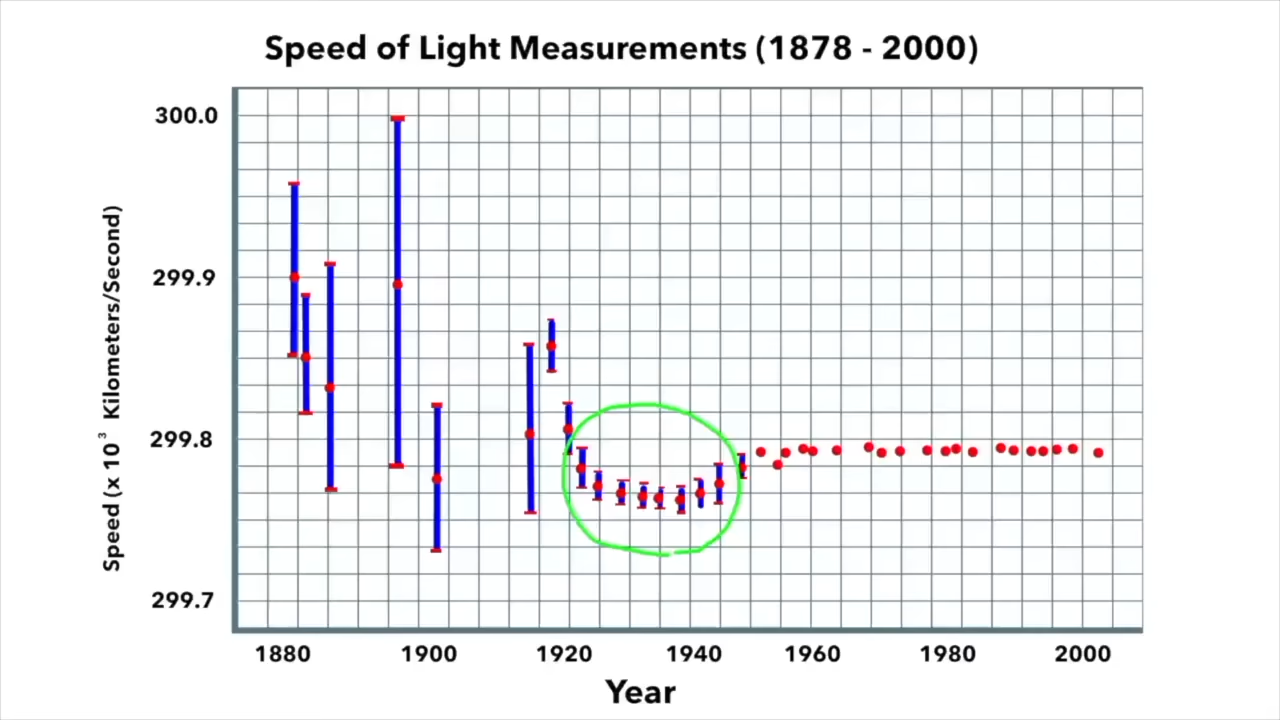 Speed of Light Measurements (1878 - 2000)
300.0
299.9
299.8
299.7
Speed (x 10³ Kilometers/Second)
1880 1900 1920 1940 1960 1980 2000
Year